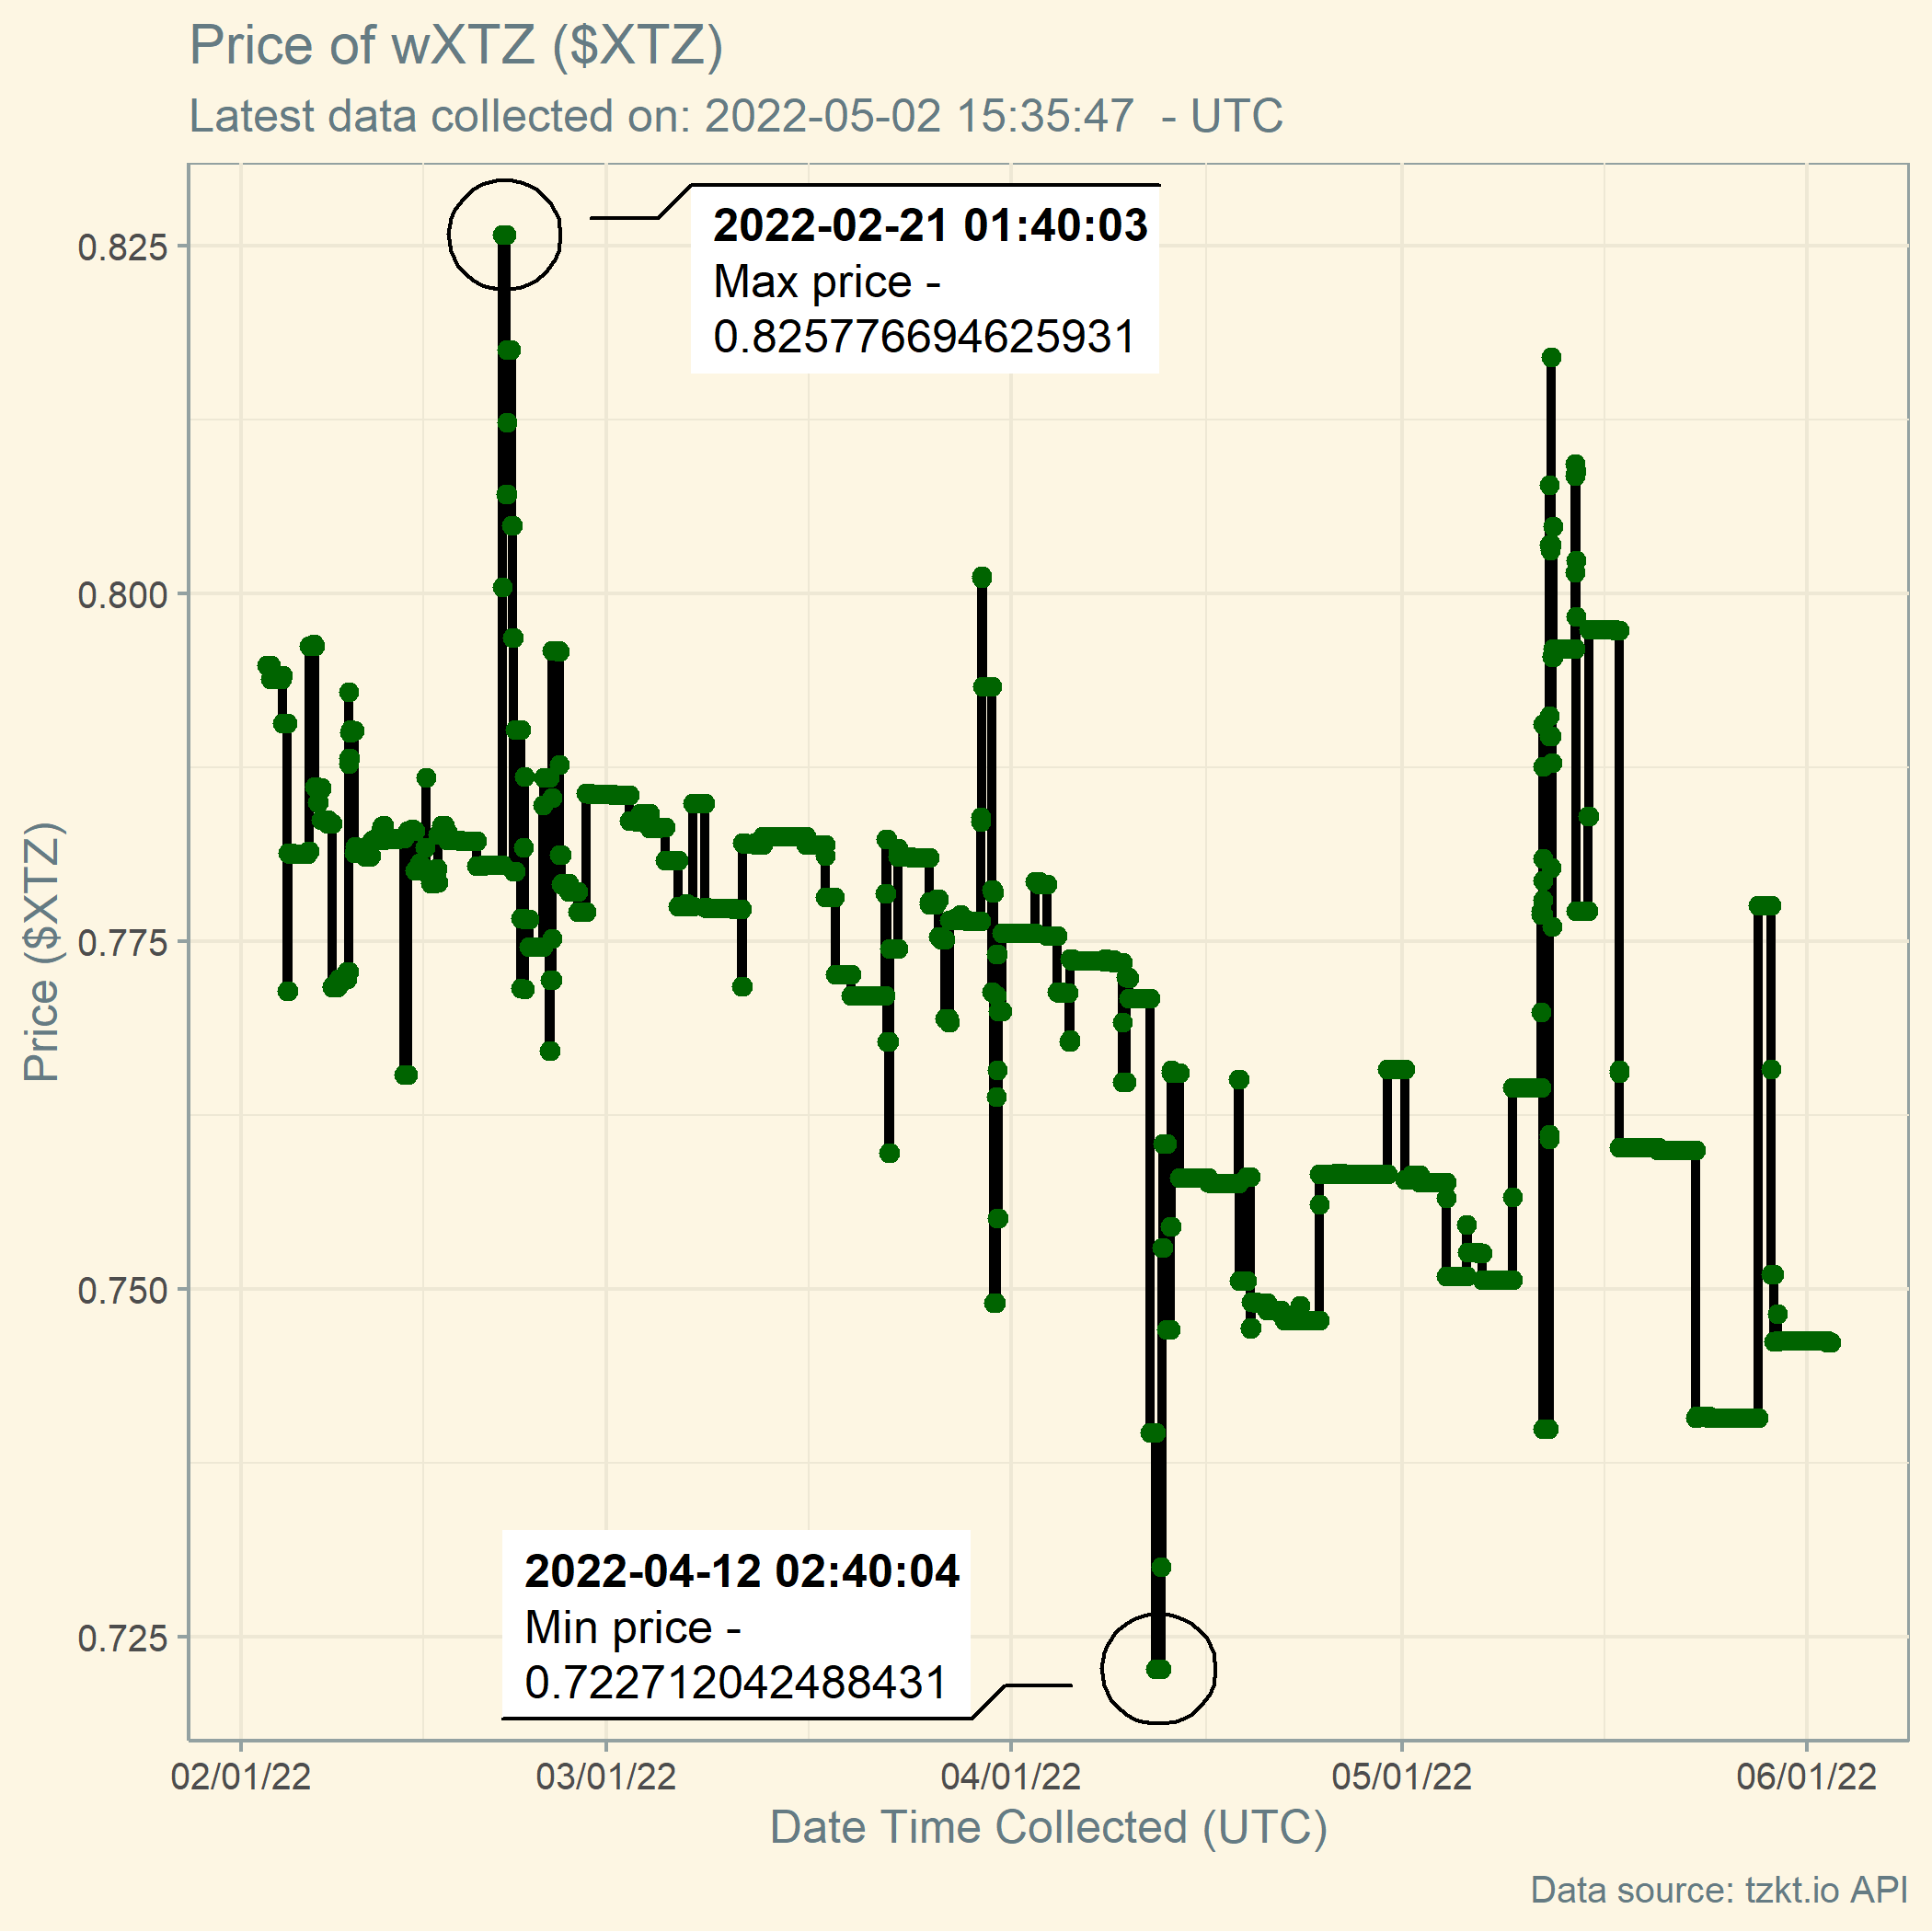 Price of wXTZ ($XTZ)
Latest data collected on: 2022-05-02 15:35:47  - UTC
2022-02-21 01:40:03
Max price -
0.825776694625931
0.825
0.800
0.775
0.750
0.725
Price ($XTZ)
2022-04-12 02:40:04
Min price -
0.722712042488431
02/01/22
03/01/22
04/01/22
05/01/22
06/01/22
Date Time Collected (UTC)
Data source: tzkt.io API